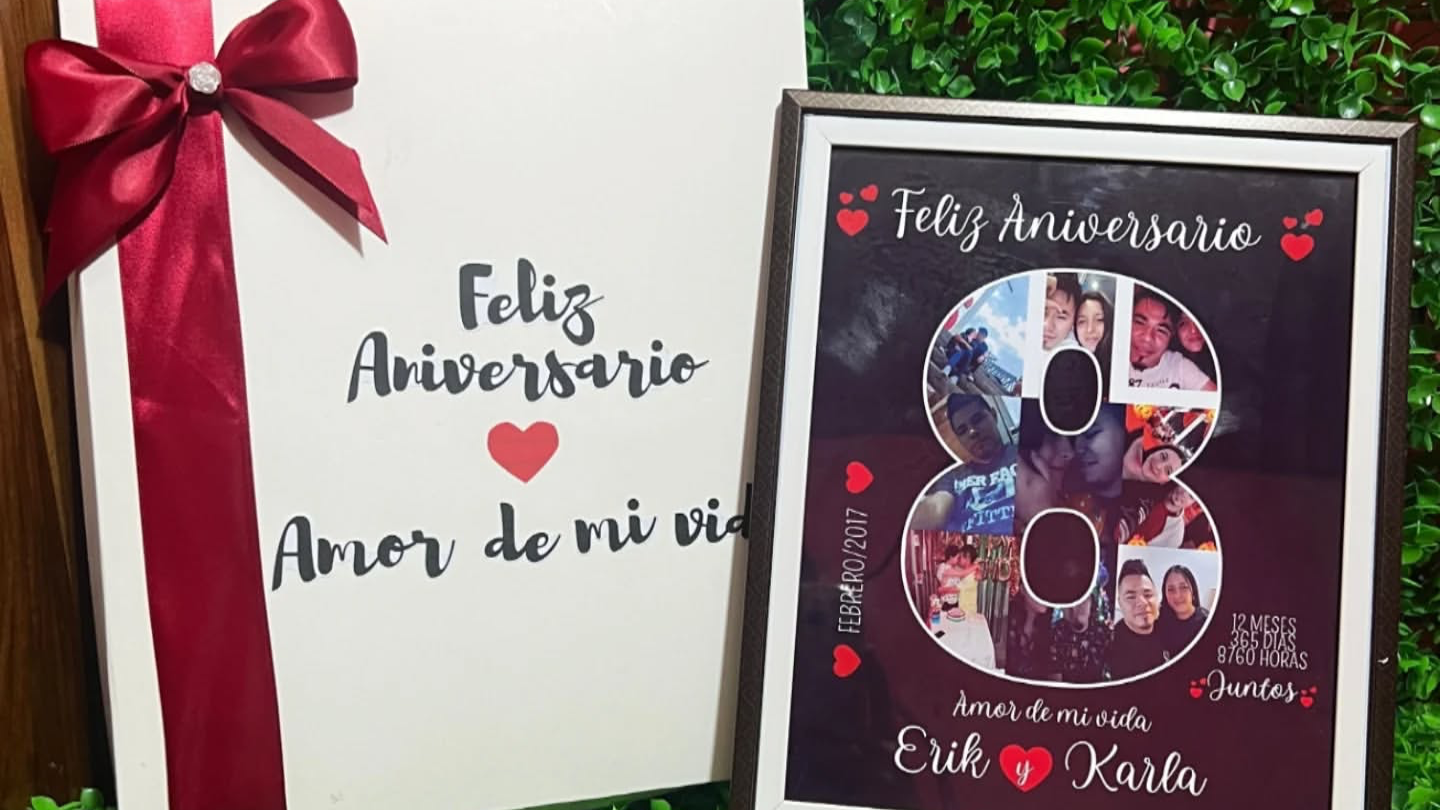 Feliz
Aniversario
Amor de mi vid
Feliz Aniversario
FEBRERO/2017
12 MESES
365 DIAS
8760 HORAS
Juntos
Amor de mi vida
Erik y Karla